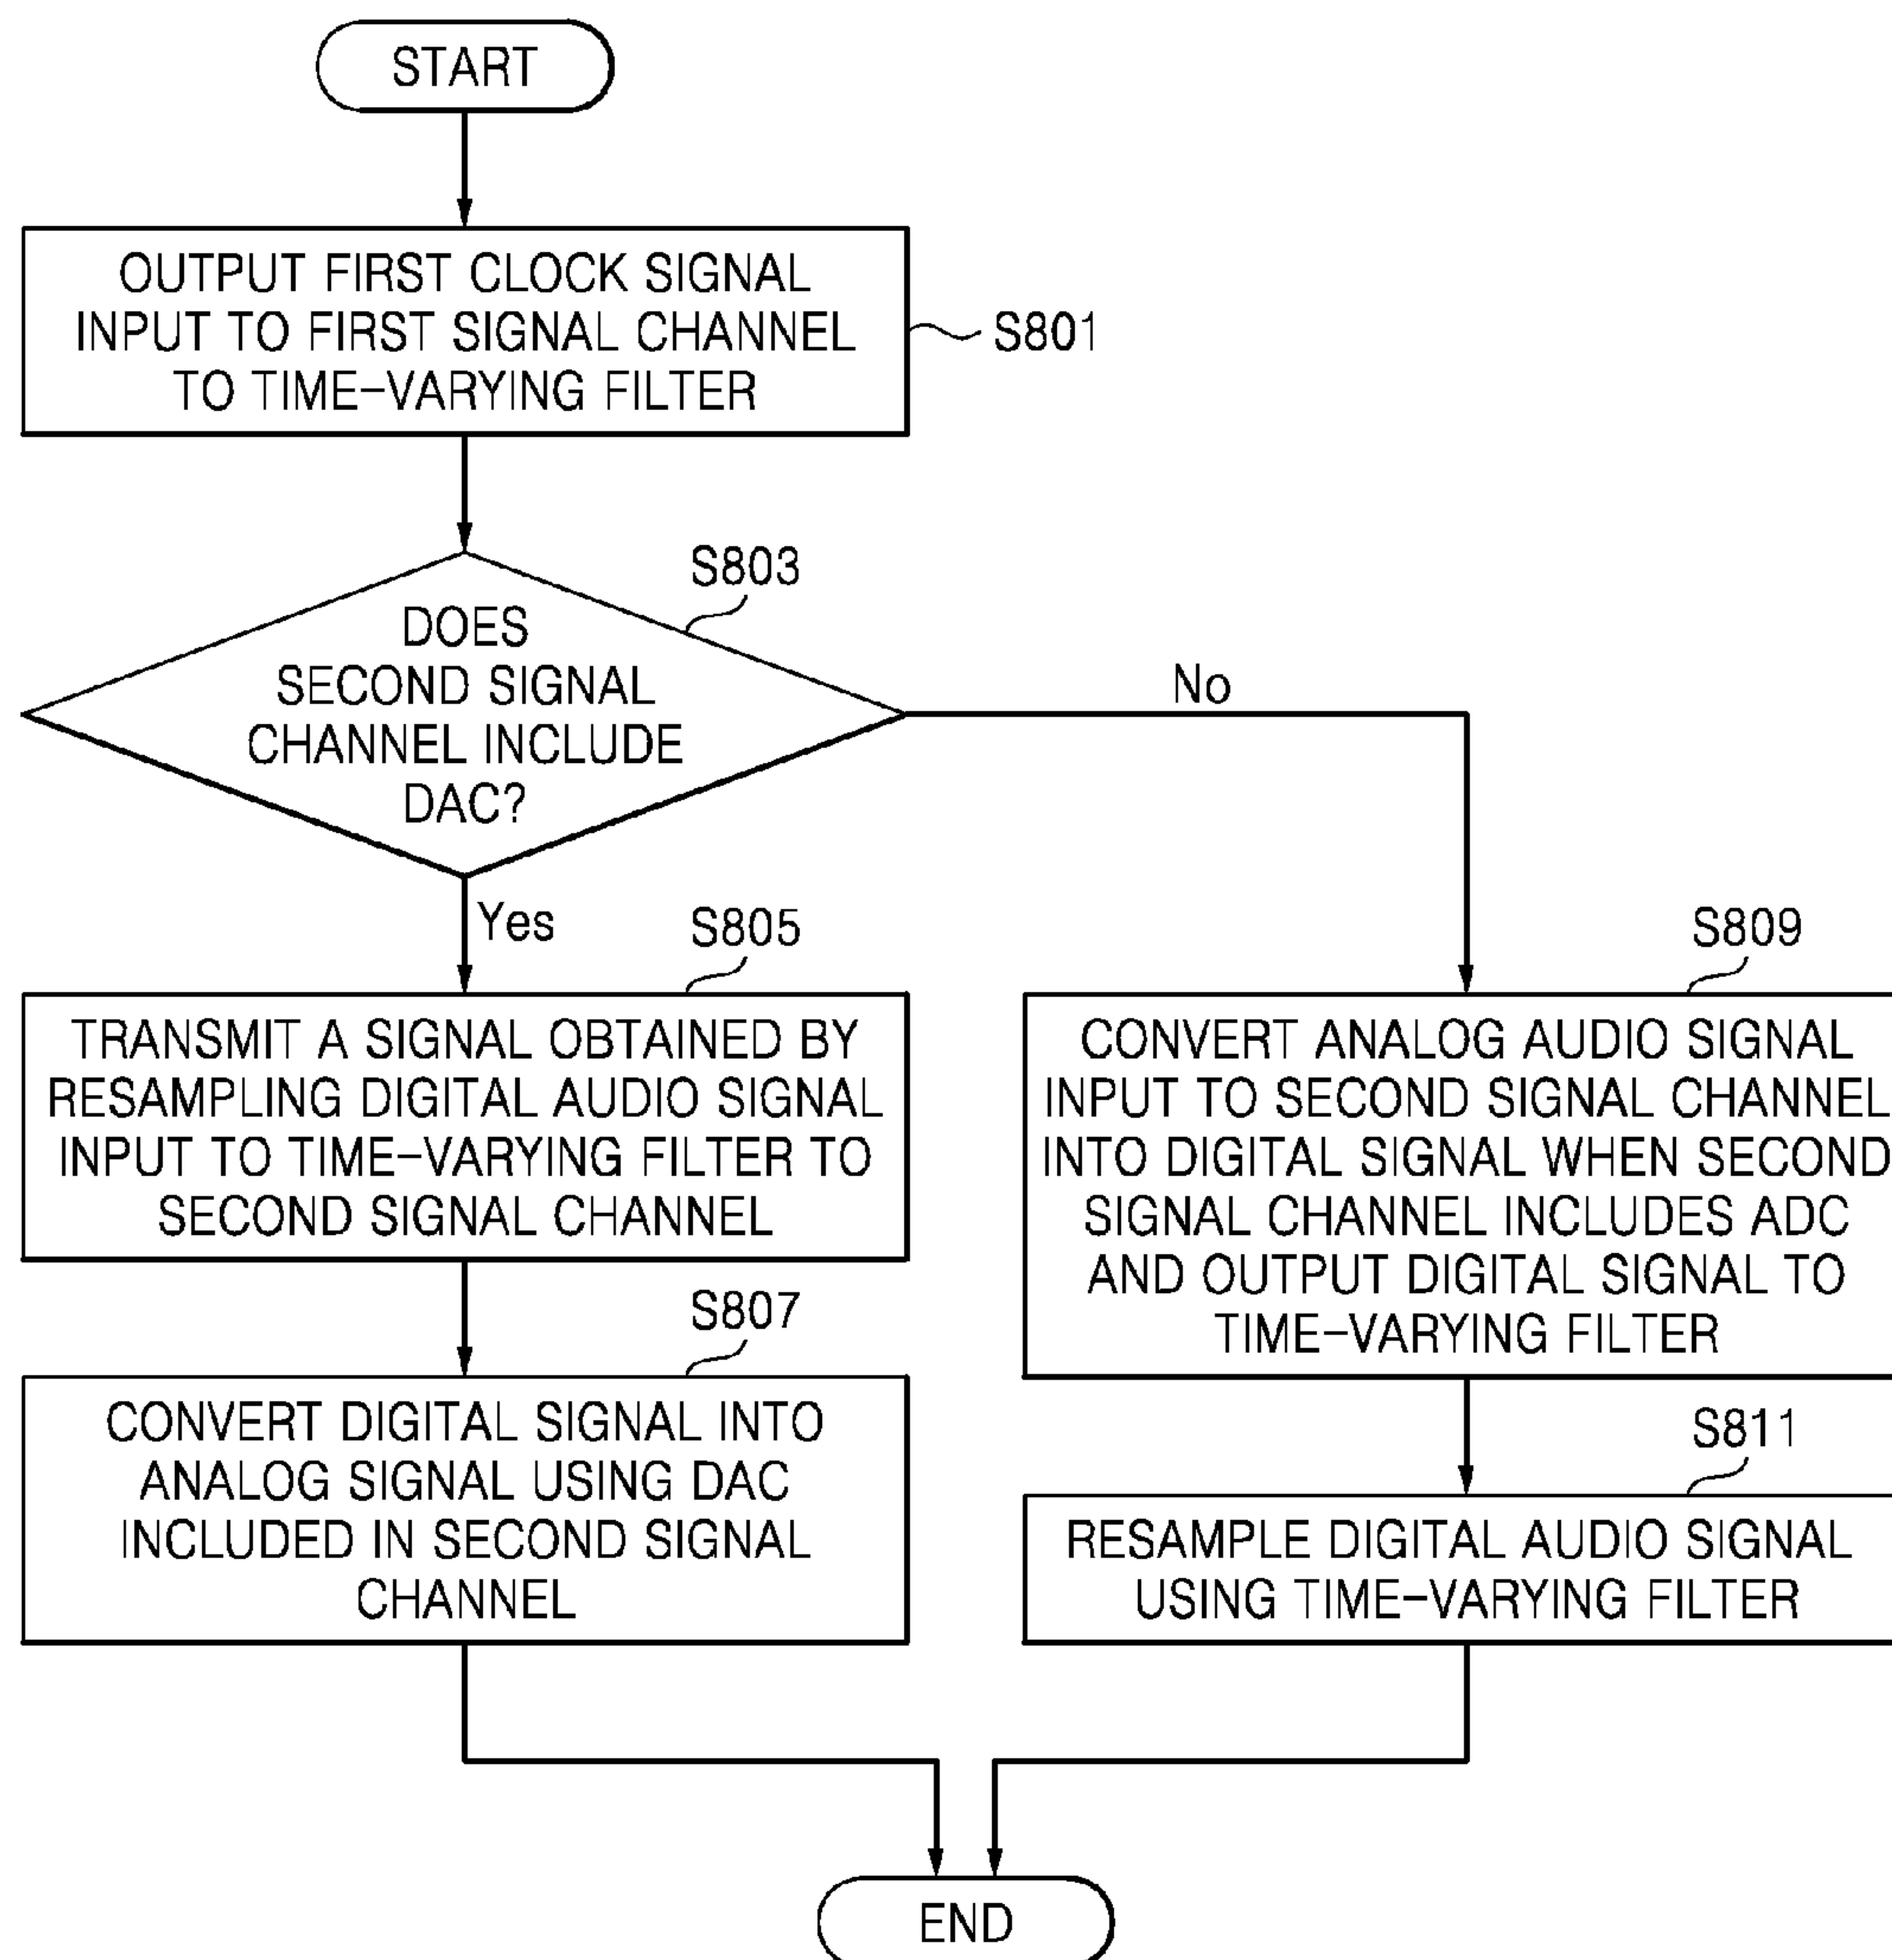 START
OUTPUT FIRST CLOCK SIGNAL
INPUT TO FIRST SIGNAL CHANNEL
TO TIME-VARYING FILTER
S801
S803
DOES
SECOND SIGNAL
CHANNEL INCLUDE
DAC?
No
Yes
S805
TRANSMIT A SIGNAL OBTAINED BY
RESAMPLING DIGITAL AUDIO SIGNAL
INPUT TO TIME-VARYING FILTER TO
SECOND SIGNAL CHANNEL
S807
CONVERT DIGITAL SIGNAL INTO
ANALOG SIGNAL USING DAC
INCLUDED IN SECOND SIGNAL
CHANNEL
S809
CONVERT ANALOG AUDIO SIGNAL
INPUT TO SECOND SIGNAL CHANNEL
INTO DIGITAL SIGNAL WHEN SECOND
SIGNAL CHANNEL INCLUDES ADC
AND OUTPUT DIGITAL SIGNAL TO
TIME-VARYING FILTER
S811
RESAMPLE DIGITAL AUDIO SIGNAL
USING TIME-VARYING FILTER
END